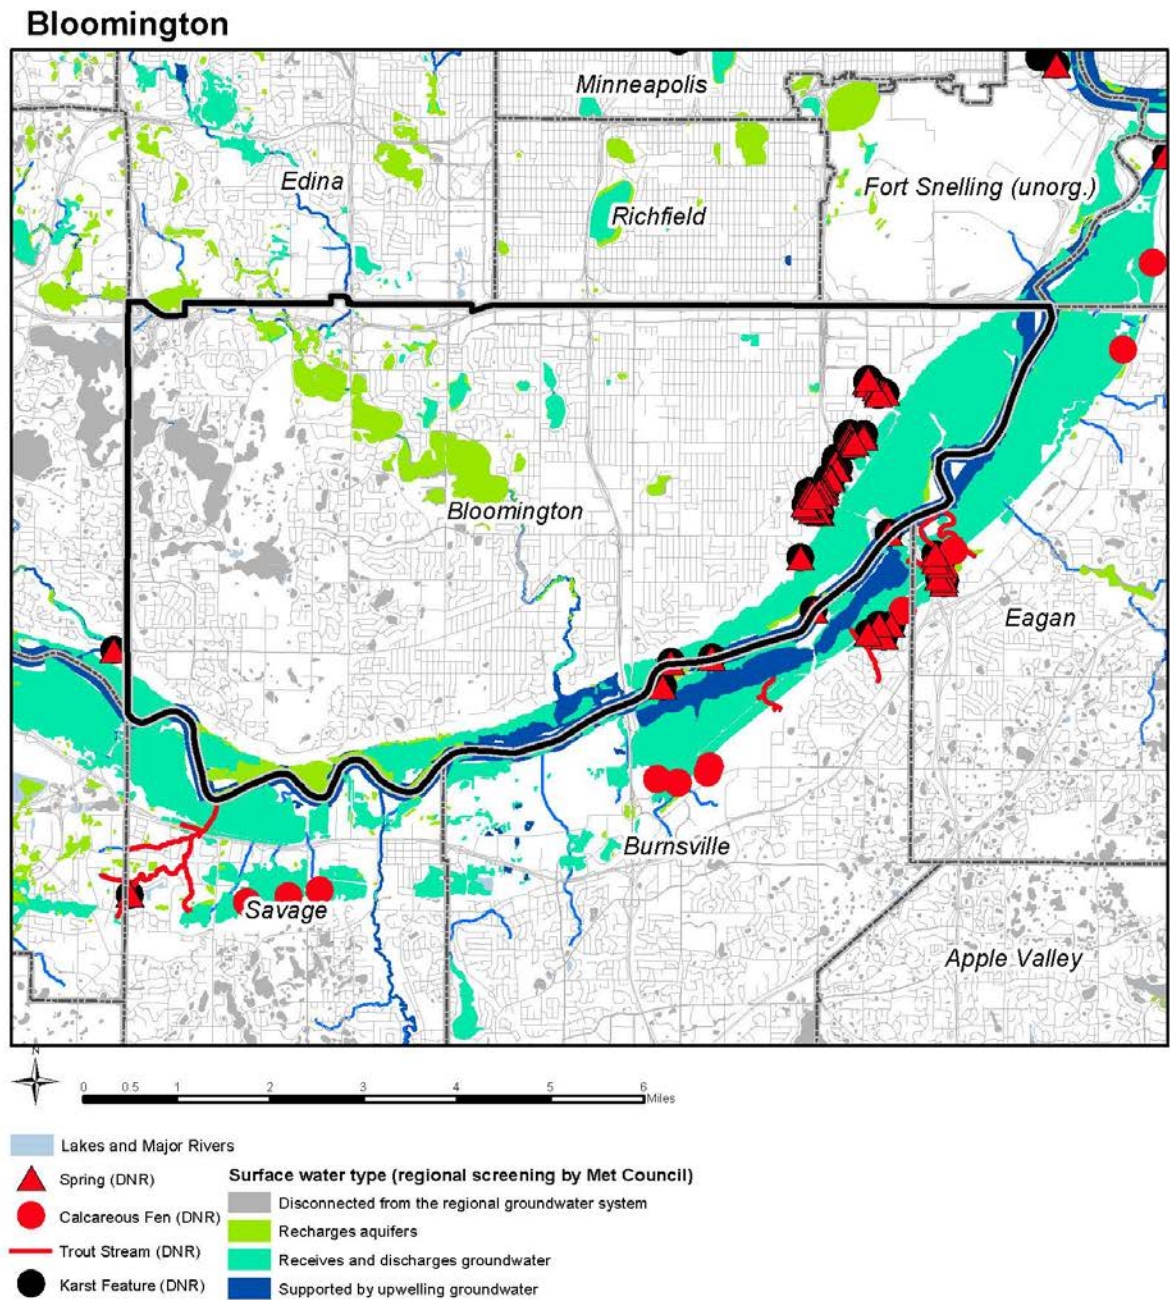 Bloomington
Minneapolis
Edina
Fort Snelling (unorg.)
Richfield
Bloomington
Eagan
Burnsville
Savage
Apple Valley
N
0 0.5 1 2 3 4 5 6
Miles
Lakes and Major Rivers
Spring (DNR)
Calcareous Fen (DNR)
Trout Stream (DNR)
Karst Feature (DNR)
Surface water type (regional screening by Met Council)
Disconnected from the regional groundwater system
Recharges aquifers
Receives and discharges groundwater
Supported by upwelling groundwater